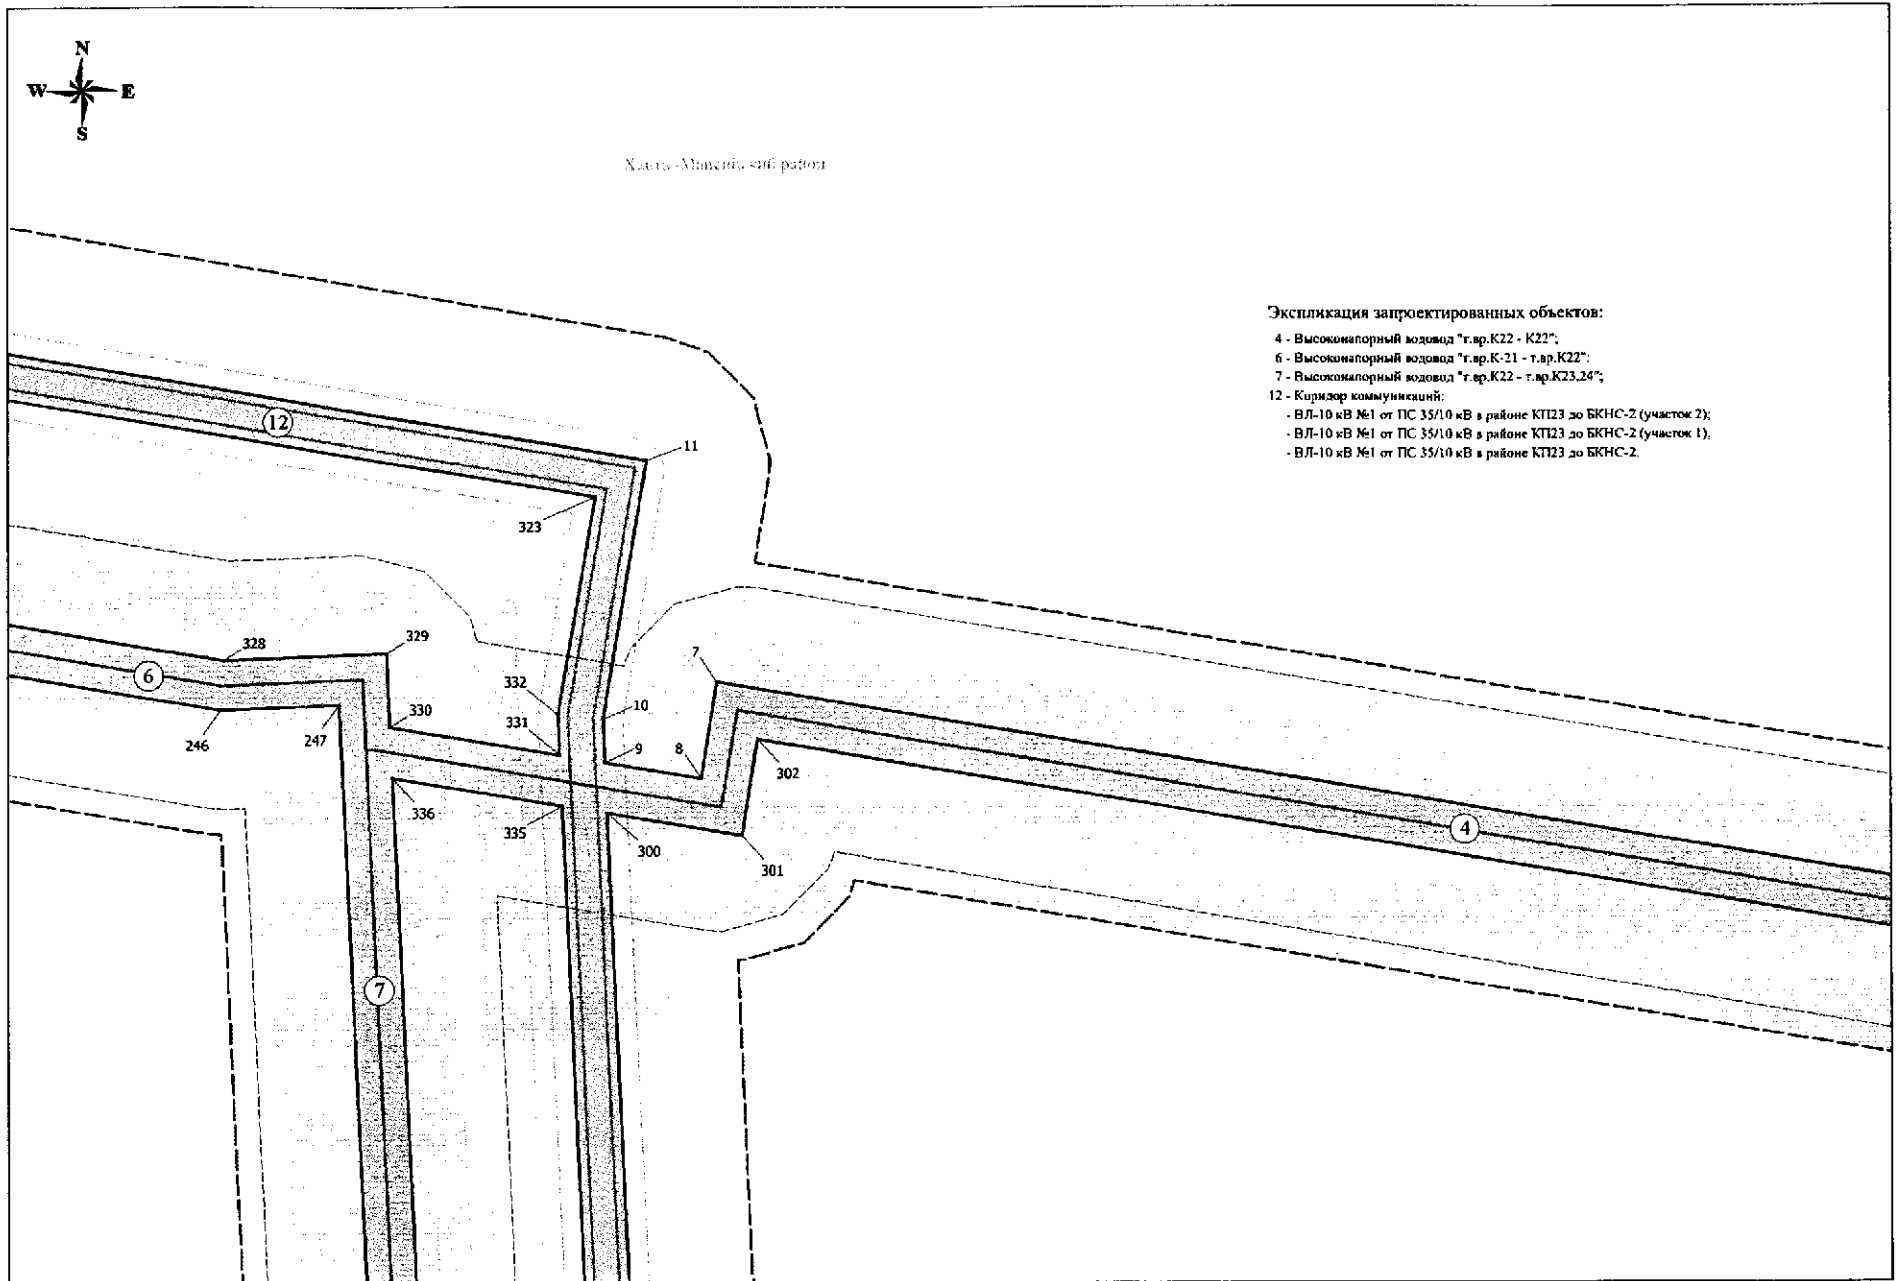 N
W E
S
район
Экспликация запроектированных объектов:
4 - Высоконапорный водовод "т.вр.К22 - К22";
6 - Высоконапорный водовод "т.вр.К-21 - т.вр.К22";
7 - Высоконапорный водовод "т.вр.К22 - т.вр.К23,24";
12 - Коридор коммуникаций:
- ВЛ-10 кВ №1 от ПС 35/10 кВ в районе КП23 до БКНС-2 (участок 2);
- ВЛ-10 кВ №1 от ПС 35/10 кВ в районе КП23 до БКНС-2 (участок 1),
- ВЛ-10 кВ №1 от ПС 35/10 кВ в районе КП23 до БКНС-2.
12
11
323
328
329
7
6
332
10
330
331
246
247
9
8
302
336
335
300
4
301
7